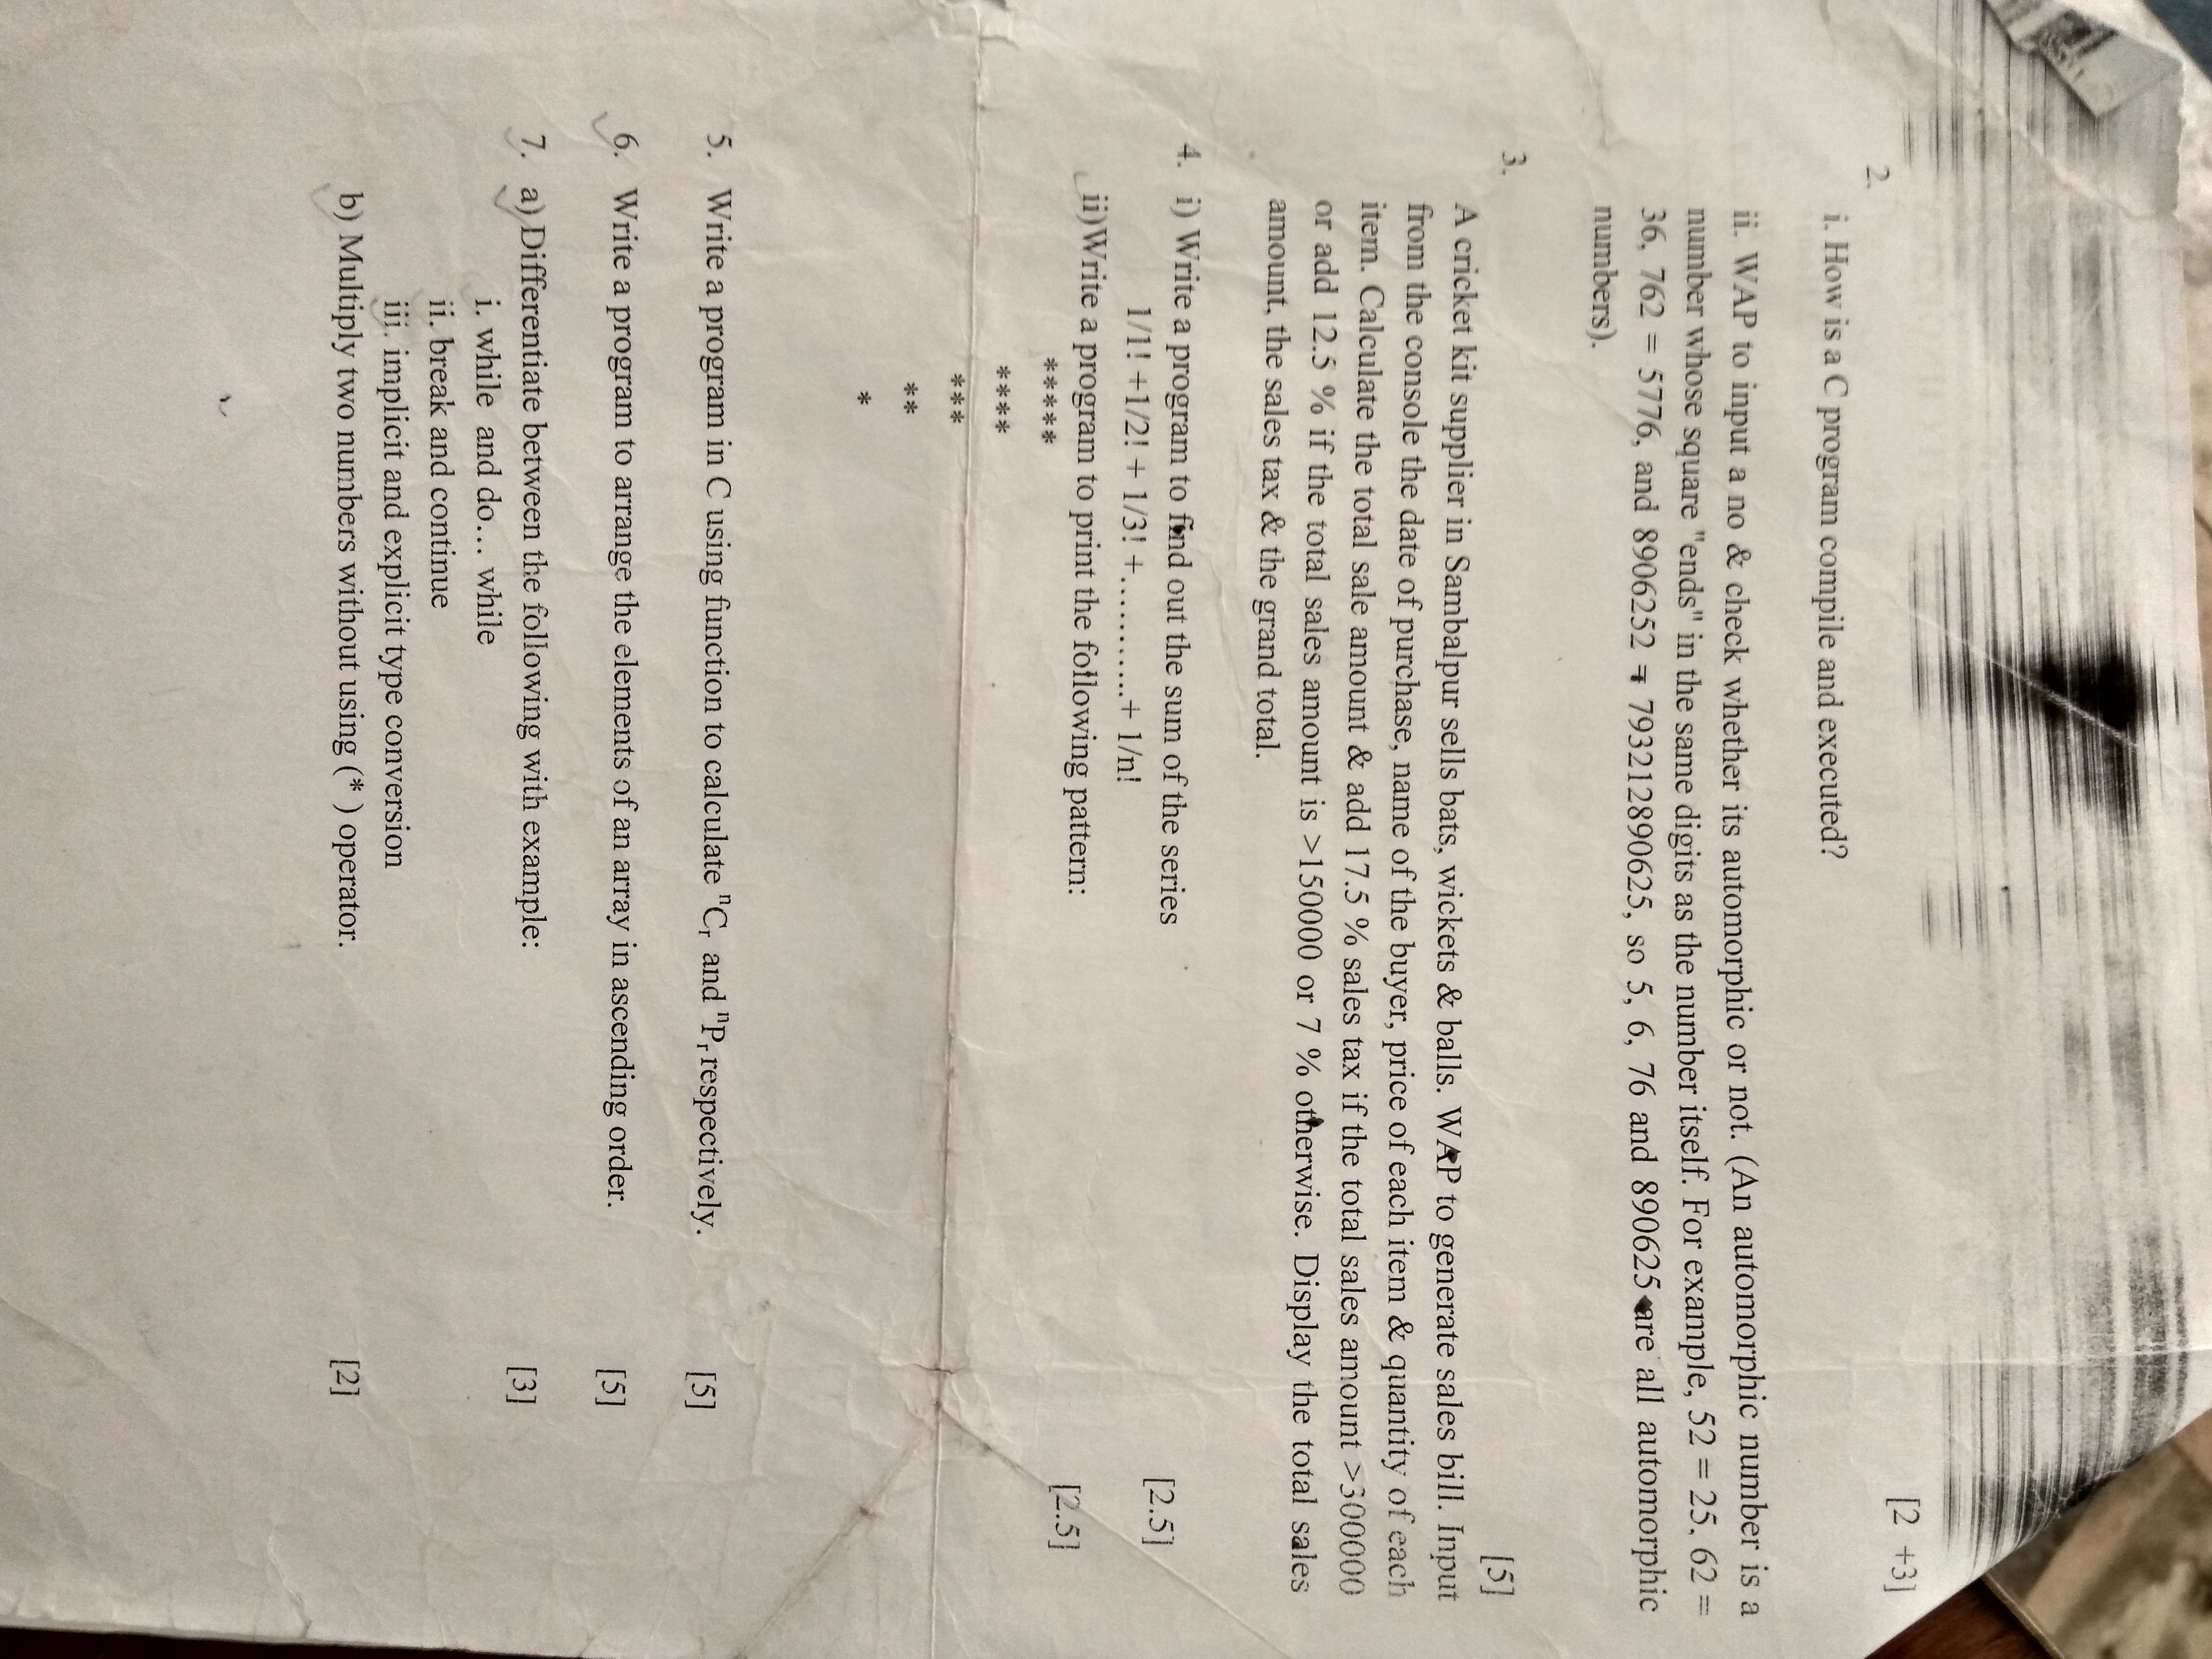 [2 +3]
2.
i. How is a C program compile and executed?
ii. WAP to input a no & check whether its automorphic or not. (An automorphic number is a
number whose square "ends" in the same digits as the number itself. For example, 52 = 25, 62 =
36, 762 = 5776, and 8906252 = 793212890625, so 5, 6, 76 and 890625 are all automorphic
numbers).
3.
[5]
A cricket kit supplier in Sambalpur sells bats, wickets & balls. WAP to generate sales bill. Input
from the console the date of purchase, name of the buyer, price of each item & quantity of each
item. Calculate the total sale amount & add 17.5 % sales tax if the total sales amount >300000
or add 12.5 % if the total sales amount is >150000 or 7 % otherwise. Display the total sales
amount, the sales tax & the grand total.
4. i) Write a program to find out the sum of the series [2.5]
1/1! +1/2! + 1/3! +...........+ 1/n!
ii)Write a program to print the following pattern: [2.5]
*****
****
***
**
*
5. Write a program in C using function to calculate ⁿCᵣ and ⁿPᵣ respectively. [5]
6. Write a program to arrange the elements of an array in ascending order. [5]
7. a) Differentiate between the following with example: [3]
i. while and do... while
ii. break and continue
iii. implicit and explicit type conversion
b) Multiply two numbers without using (* ) operator. [2]